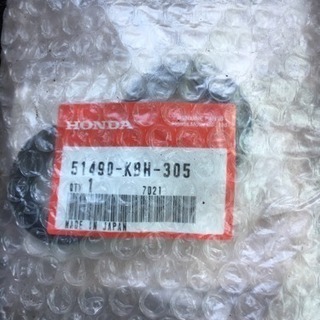 HONDA
51490-KBH-305
QTY
1
7021
MADE IN JAPAN